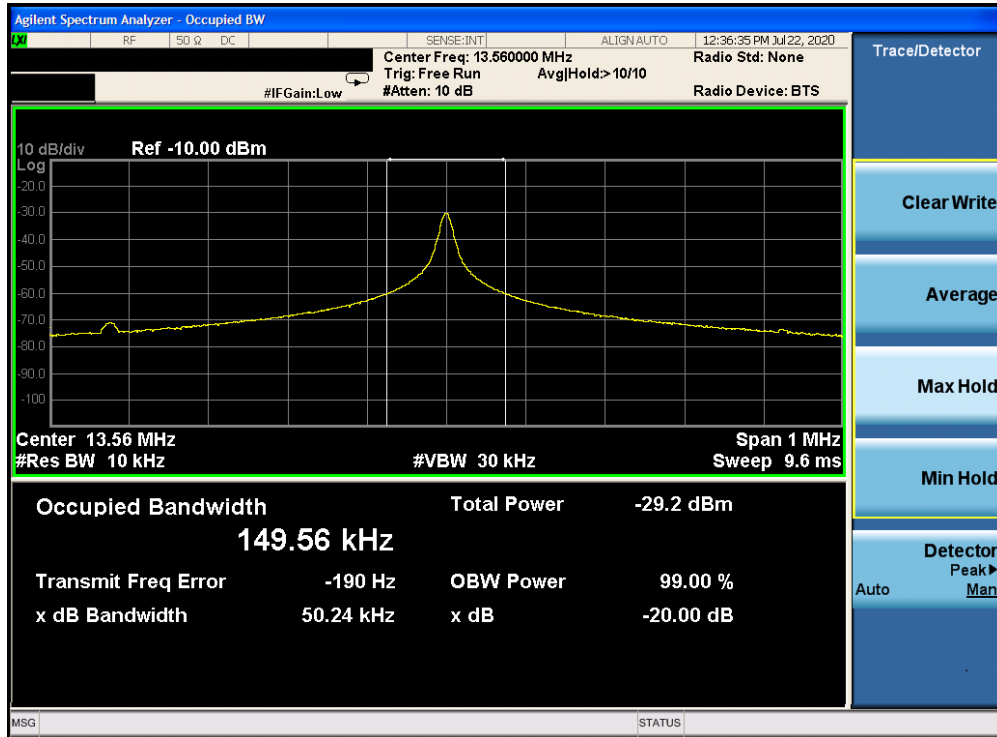 Agilent Spectrum Analyzer - Occupied BW
LXI RF 50 Ω DC SENSE:INT ALIGN AUTO 12:36:35 PM Jul 22, 2020
Center Freq: 13.560000 MHz Radio Std: None
Trig: Free Run Avg|Hold:>10/10
#IFGain:Low #Atten: 10 dB Radio Device: BTS
10 dB/div Ref -10.00 dBm
Log
-20.0
-30.0
-40.0
-50.0
-60.0
-70.0
-80.0
-90.0
-100
Center 13.56 MHz Span 1 MHz
#Res BW 10 kHz #VBW 30 kHz Sweep 9.6 ms
Occupied Bandwidth Total Power -29.2 dBm
149.56 kHz
Transmit Freq Error -190 Hz OBW Power 99.00 %
x dB Bandwidth 50.24 kHz x dB -20.00 dB
Trace/Detector
Clear Write
Average
Max Hold
Min Hold
Detector
Peak▶
Auto Man
MSG STATUS